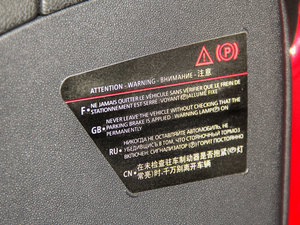 ATTENTION - WARNING - ВНИМАНИЕ - 注意
F • NE JAMAIS QUITTER LE VÉHICULE SANS VÉRIFIER QUE LE FREIN DE
STATIONNEMENT EST SERRÉ : VOYANT (P) ALLUMÉ FIXE
GB • NEVER LEAVE THE VEHICLE WITHOUT CHECKING THAT THE
PARKING BRAKE IS APPLIED : WARNING LAMP (P) ON
PERMANENTLY
RU • НИКОГДА НЕ ОСТАВЛЯЙТЕ АВТОМОБИЛЬ, НЕ
УБЕДИВШИСЬ В ТОМ, ЧТО СТОЯНОЧНЫЙ ТОРМОЗ
ВКЛЮЧЕН: СИГНАЛИЗАТОР (P) ГОРИТ ПОСТОЯННО
CN • 在未检查驻车制动器是否拖紧(P)灯
常亮)时-千万别离开车辆